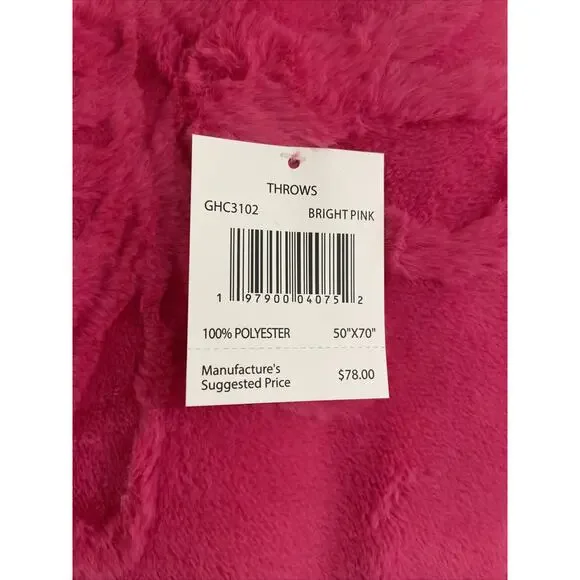 THROWS
GHC3102 BRIGHT PINK
1 97900 04075 2
100% POLYESTER 50"X70"
Manufacture's
Suggested Price $78.00